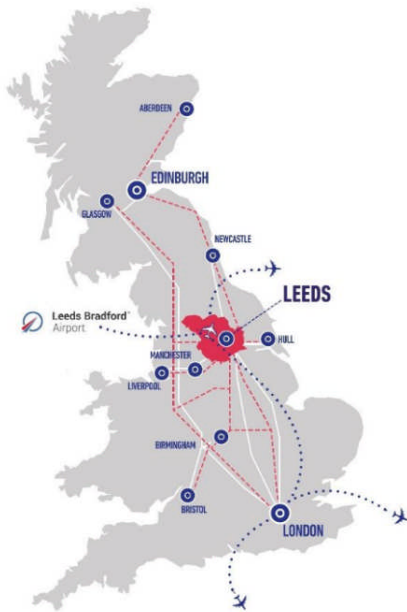 ABERDEEN
EDINBURGH
GLASGOW
NEWCASTLE
LEEDS
Leeds Bradford
Airport
HULL
MANCHESTER
LIVERPOOL
BIRMINGHAM
BRISTOL
LONDON